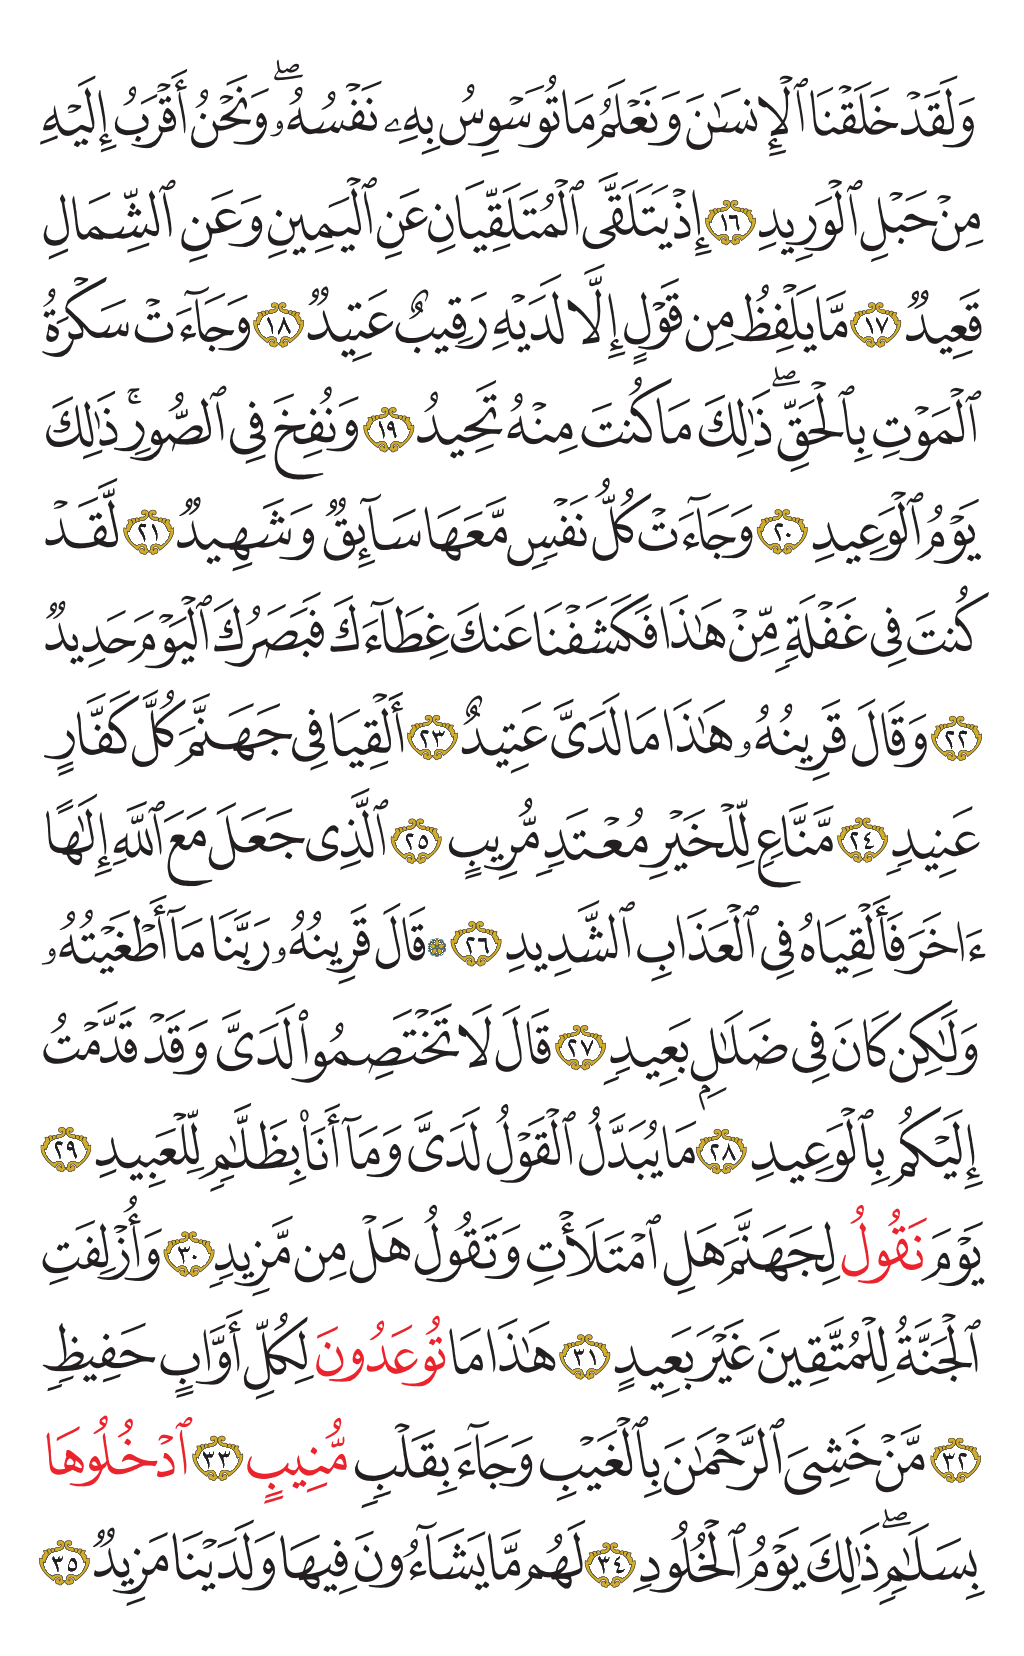 وَلَقَدْ خَلَقْنَا ٱلْإِنسَٰنَ وَنَعْلَمُ مَا تُوَسْوِسُ بِهِۦ نَفْسُهُۥ ۖ وَنَحْنُ أَقْرَبُ إِلَيْهِ
مِنْ حَبْلِ ٱلْوَرِيدِ ١٦ إِذْ يَتَلَقَّى ٱلْمُتَلَقِّيَانِ عَنِ ٱلْيَمِينِ وَعَنِ ٱلشِّمَالِ
قَعِيدٌ ١٧ مَّا يَلْفِظُ مِن قَوْلٍ إِلَّا لَدَيْهِ رَقِيبٌ عَتِيدٌ ١٨ وَجَآءَتْ سَكْرَةُ
ٱلْمَوْتِ بِٱلْحَقِّ ۖ ذَٰلِكَ مَا كُنتَ مِنْهُ تَحِيدُ ١٩ وَنُفِخَ فِى ٱلصُّورِ ۚ ذَٰلِكَ
يَوْمُ ٱلْوَعِيدِ ٢٠ وَجَآءَتْ كُلُّ نَفْسٍ مَّعَهَا سَآئِقٌ وَشَهِيدٌ ٢١ لَّقَدْ
كُنتَ فِى غَفْلَةٍ مِّنْ هَٰذَا فَكَشَفْنَا عَنكَ غِطَآءَكَ فَبَصَرُكَ ٱلْيَوْمَ حَدِيدٌ
٢٢ وَقَالَ قَرِينُهُۥ هَٰذَا مَا لَدَىَّ عَتِيدٌ ٢٣ أَلْقِيَا فِى جَهَنَّمَ كُلَّ كَفَّارٍ
عَنِيدٍ ٢٤ مَّنَّاعٍ لِّلْخَيْرِ مُعْتَدٍ مُّرِيبٍ ٢٥ ٱلَّذِى جَعَلَ مَعَ ٱللَّهِ إِلَٰهًا
ءَاخَرَ فَأَلْقِيَاهُ فِى ٱلْعَذَابِ ٱلشَّدِيدِ ٢٦ ۞ قَالَ قَرِينُهُۥ رَبَّنَا مَآ أَطْغَيْتُهُۥ
وَلَٰكِن كَانَ فِى ضَلَٰلٍۭ بَعِيدٍ ٢٧ قَالَ لَا تَخْتَصِمُوا۟ لَدَىَّ وَقَدْ قَدَّمْتُ
إِلَيْكُم بِٱلْوَعِيدِ ٢٨ مَا يُبَدَّلُ ٱلْقَوْلُ لَدَىَّ وَمَآ أَنَا۠ بِظَلَّٰمٍ لِّلْعَبِيدِ ٢٩
يَوْمَ نَقُولُ لِجَهَنَّمَ هَلِ ٱمْتَلَأْتِ وَتَقُولُ هَلْ مِن مَّزِيدٍ ٣٠ وَأُزْلِفَتِ
ٱلْجَنَّةُ لِلْمُتَّقِينَ غَيْرَ بَعِيدٍ ٣١ هَٰذَا مَا تُوعَدُونَ لِكُلِّ أَوَّابٍ حَفِيظٍ
٣٢ مَّنْ خَشِىَ ٱلرَّحْمَٰنَ بِٱلْغَيْبِ وَجَآءَ بِقَلْبٍ مُّنِيبٍ ٣٣ ٱدْخُلُوهَا
بِسَلَٰمٍ ۖ ذَٰلِكَ يَوْمُ ٱلْخُلُودِ ٣٤ لَهُم مَّا يَشَآءُونَ فِيهَا وَلَدَيْنَا مَزِيدٌ ٣٥